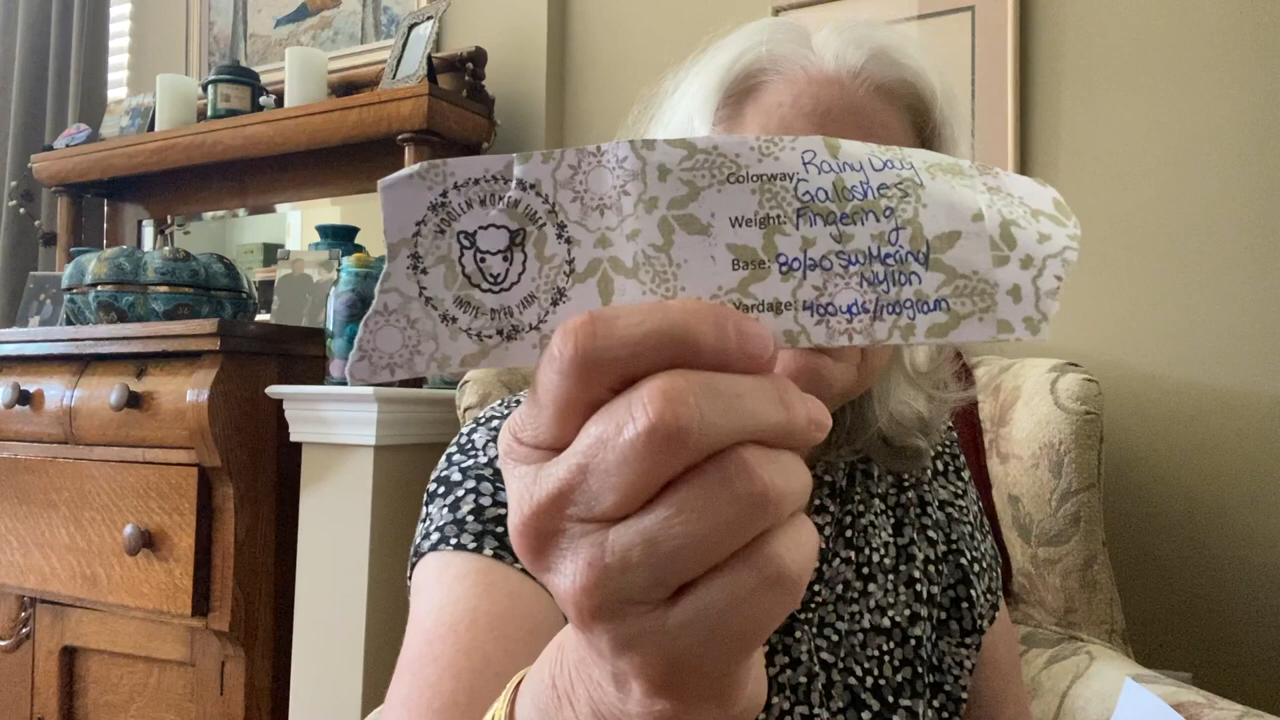 WOOLEN WOMEN FIBER
INDIE-DYED YARN
Colorway: Rainy Day
Galoshes
Weight: Fingering
Base: 80/20 SW Merino/
Nylon
Yardage: 400yds/100gram